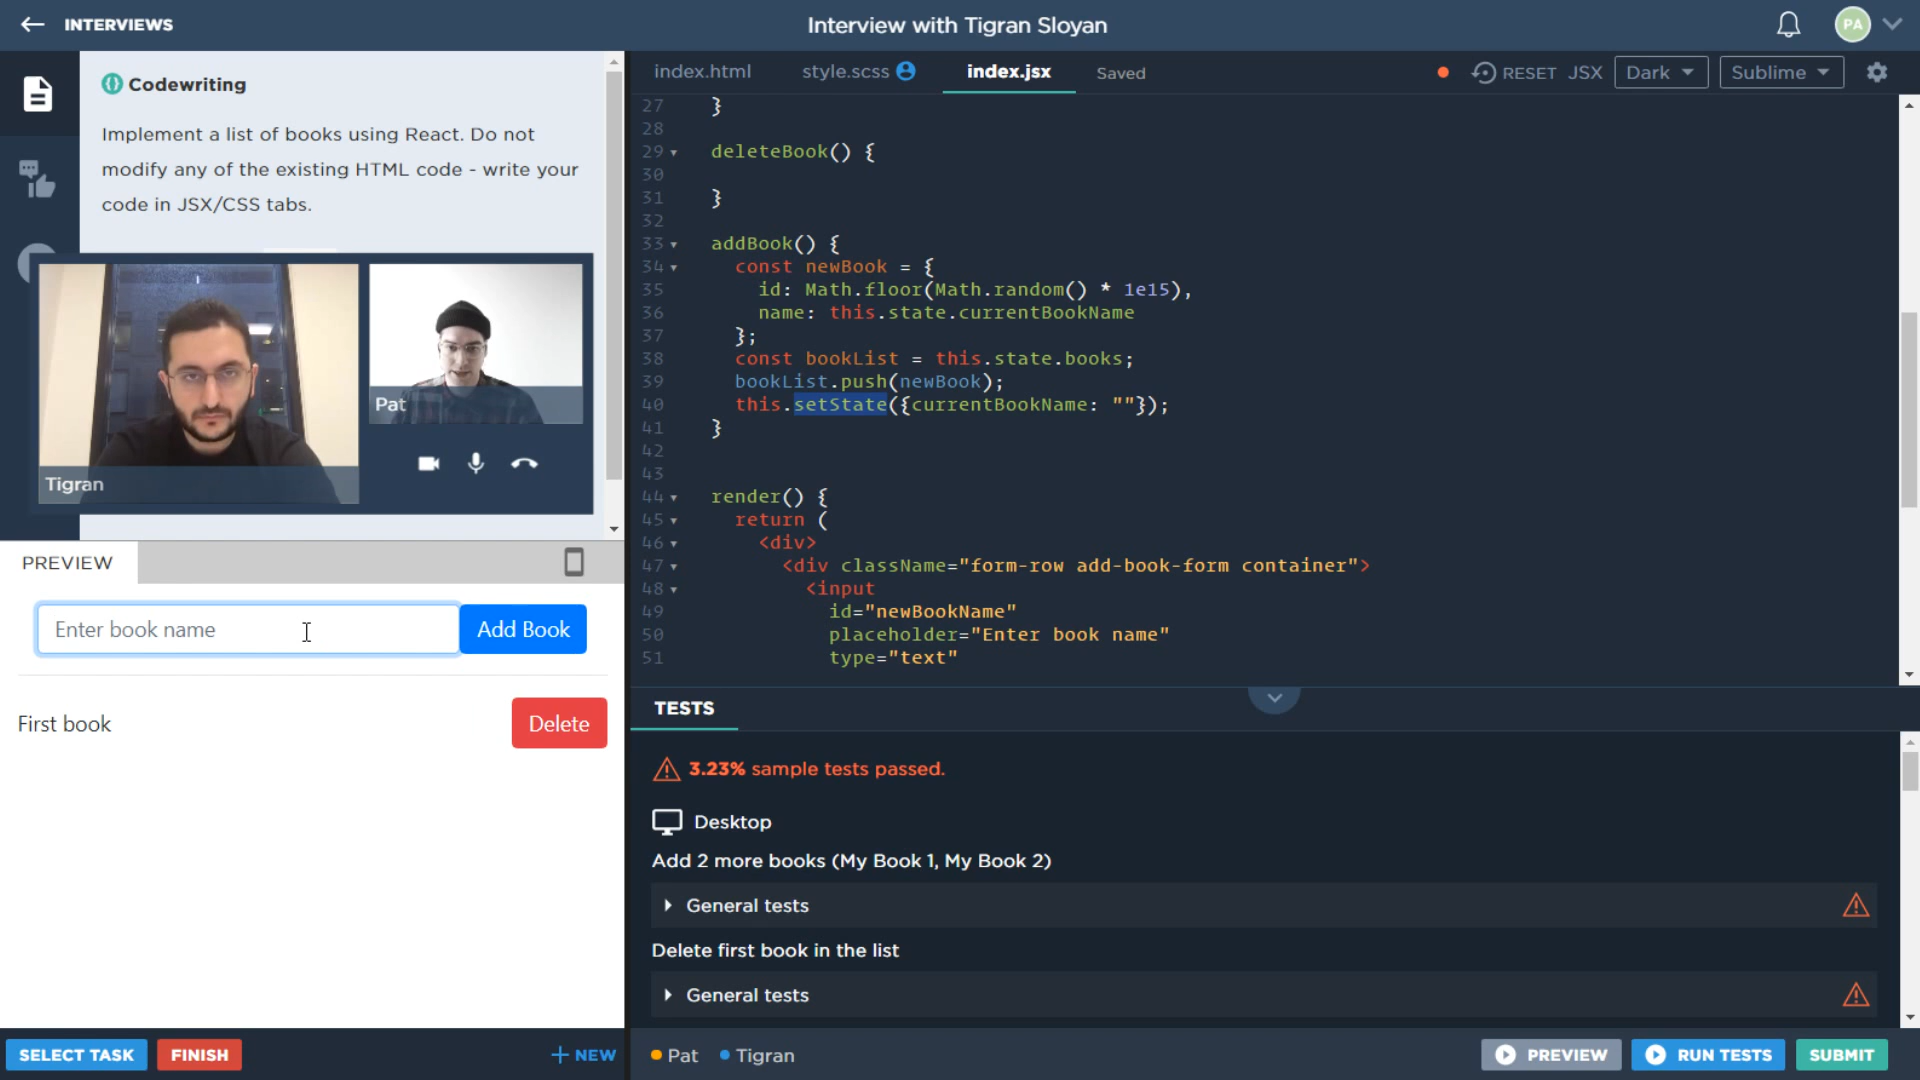 INTERVIEWS
Interview with Tigran Sloyan
PA
Codewriting
Implement a list of books using React. Do not
modify any of the existing HTML code - write your
code in JSX/CSS tabs.
Tigran
Pat
PREVIEW
Enter book name
Add Book
First book
Delete
SELECT TASK
FINISH
NEW
index.html
style.scss
index.jsx
Saved
RESET
JSX
Dark
Sublime
27 }
28
29 deleteBook() {
30
31 }
32
33 addBook() {
34 const newBook = {
35 id: Math.floor(Math.random() * 1e15),
36 name: this.state.currentBookName
37 };
38 const bookList = this.state.books;
39 bookList.push(newBook);
40 this.setState({currentBookName: ""});
41 }
42
43
44 render() {
45 return (
46 <div>
47 <div className="form-row add-book-form container">
48 <input
49 id="newBookName"
50 placeholder="Enter book name"
51 type="text"
TESTS
3.23% sample tests passed.
Desktop
Add 2 more books (My Book 1, My Book 2)
General tests
Delete first book in the list
General tests
Pat
Tigran
PREVIEW
RUN TESTS
SUBMIT